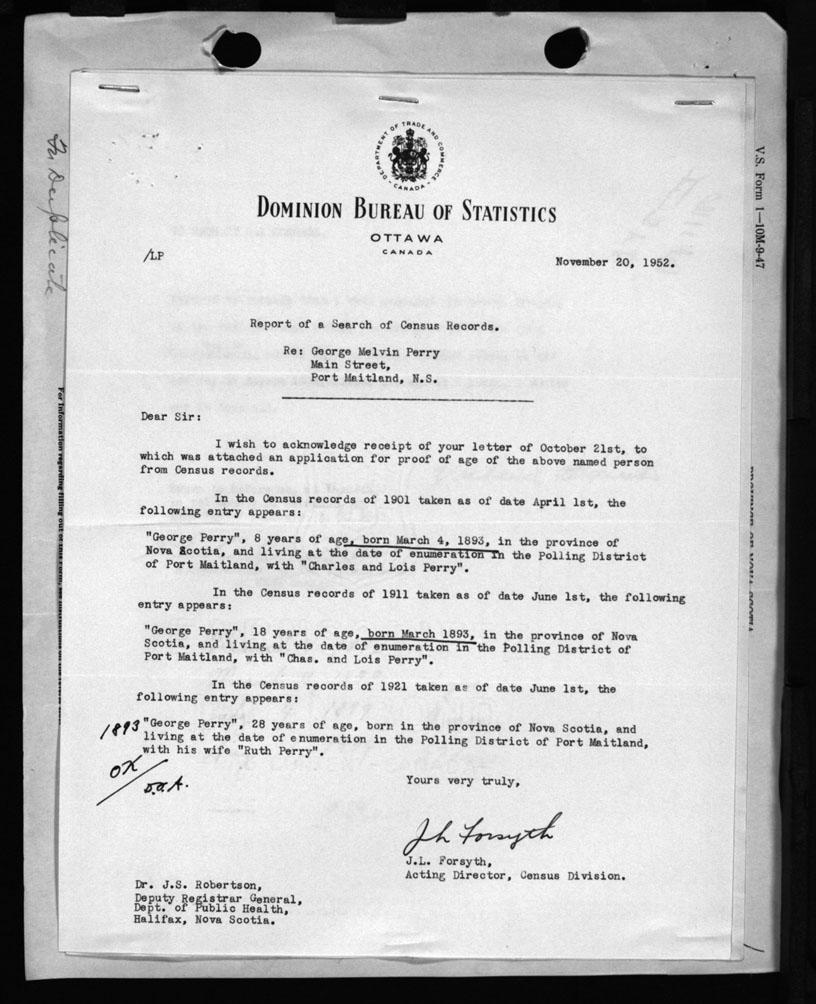 In Duplicate
V.S. Form 1—10M-9-47
DEPARTMENT OF TRADE AND COMMERCE
CANADA
DOMINION BUREAU OF STATISTICS
OTTAWA
CANADA
/LP
November 20, 1952.
Report of a Search of Census Records.
Re: George Melvin Perry
Main Street,
Port Maitland, N.S.
Dear Sir:
I wish to acknowledge receipt of your letter of October 21st, to
which was attached an application for proof of age of the above named person
from Census records.
In the Census records of 1901 taken as of date April 1st, the
following entry appears:
"George Perry", 8 years of age, born March 4, 1893, in the province of
Nova Scotia, and living at the date of enumeration in the Polling District
of Port Maitland, with "Charles and Lois Perry".
In the Census records of 1911 taken as of date June 1st, the following
entry appears:
"George Perry", 18 years of age, born March 1893, in the province of Nova
Scotia, and living at the date of enumeration in the Polling District of
Port Maitland, with "Chas. and Lois Perry".
In the Census records of 1921 taken as of date June 1st, the
following entry appears:
1893 "George Perry", 28 years of age, born in the province of Nova Scotia, and
living at the date of enumeration in the Polling District of Port Maitland,
with his wife "Ruth Perry".
OK
D.A.A.
Yours very truly,
J L Forsyth
J.L. Forsyth,
Acting Director, Census Division.
Dr. J.S. Robertson,
Deputy Registrar General,
Dept. of Public Health,
Halifax, Nova Scotia.
For Information regarding filling out of this Form, see